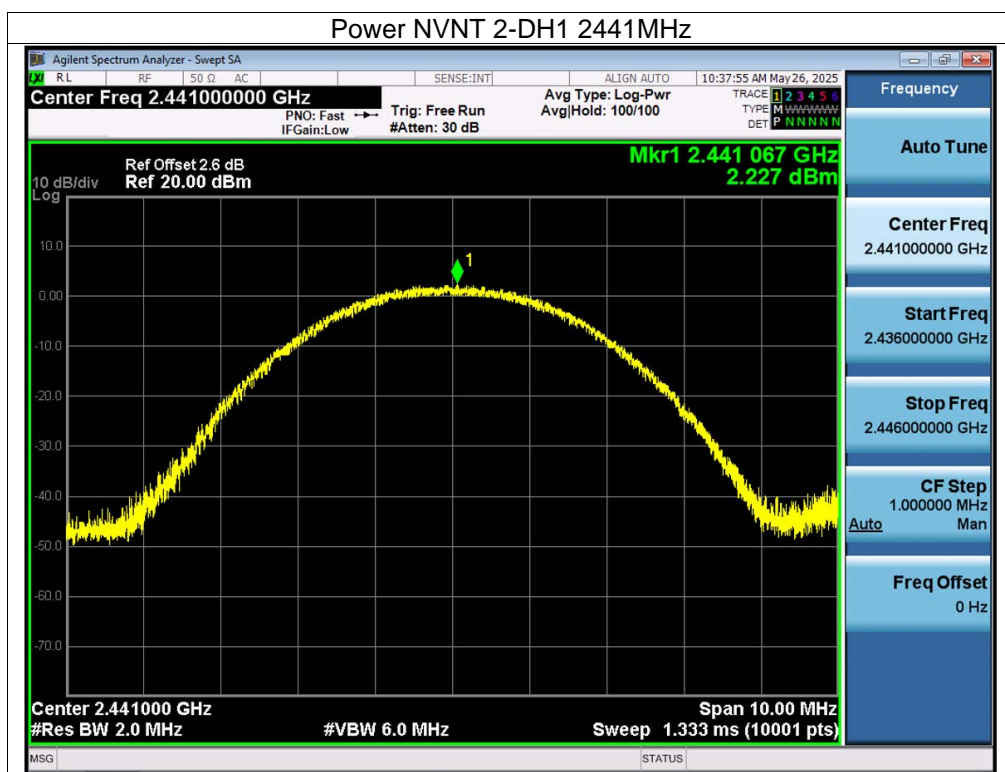 Power NVNT 2-DH1 2441MHz
Agilent Spectrum Analyzer - Swept SA
LXI RL RF 50 Ω AC SENSE:INT ALIGN AUTO 10:37:55 AM May 26, 2025
Center Freq 2.441000000 GHz
PNO: Fast
IFGain:Low
Trig: Free Run
#Atten: 30 dB
Avg Type: Log-Pwr
Avg|Hold: 100/100
TRACE 1 2 3 4 5 6
TYPE M WWWWW
DET P N N N N N
Ref Offset 2.6 dB
10 dB/div Ref 20.00 dBm
Log
Mkr1 2.441 067 GHz
2.227 dBm
1
10.0
0.00
-10.0
-20.0
-30.0
-40.0
-50.0
-60.0
-70.0
Center 2.441000 GHz Span 10.00 MHz
#Res BW 2.0 MHz #VBW 6.0 MHz Sweep 1.333 ms (10001 pts)
MSG STATUS
Frequency
Auto Tune
Center Freq
2.441000000 GHz
Start Freq
2.436000000 GHz
Stop Freq
2.446000000 GHz
CF Step
1.000000 MHz
Auto Man
Freq Offset
0 Hz